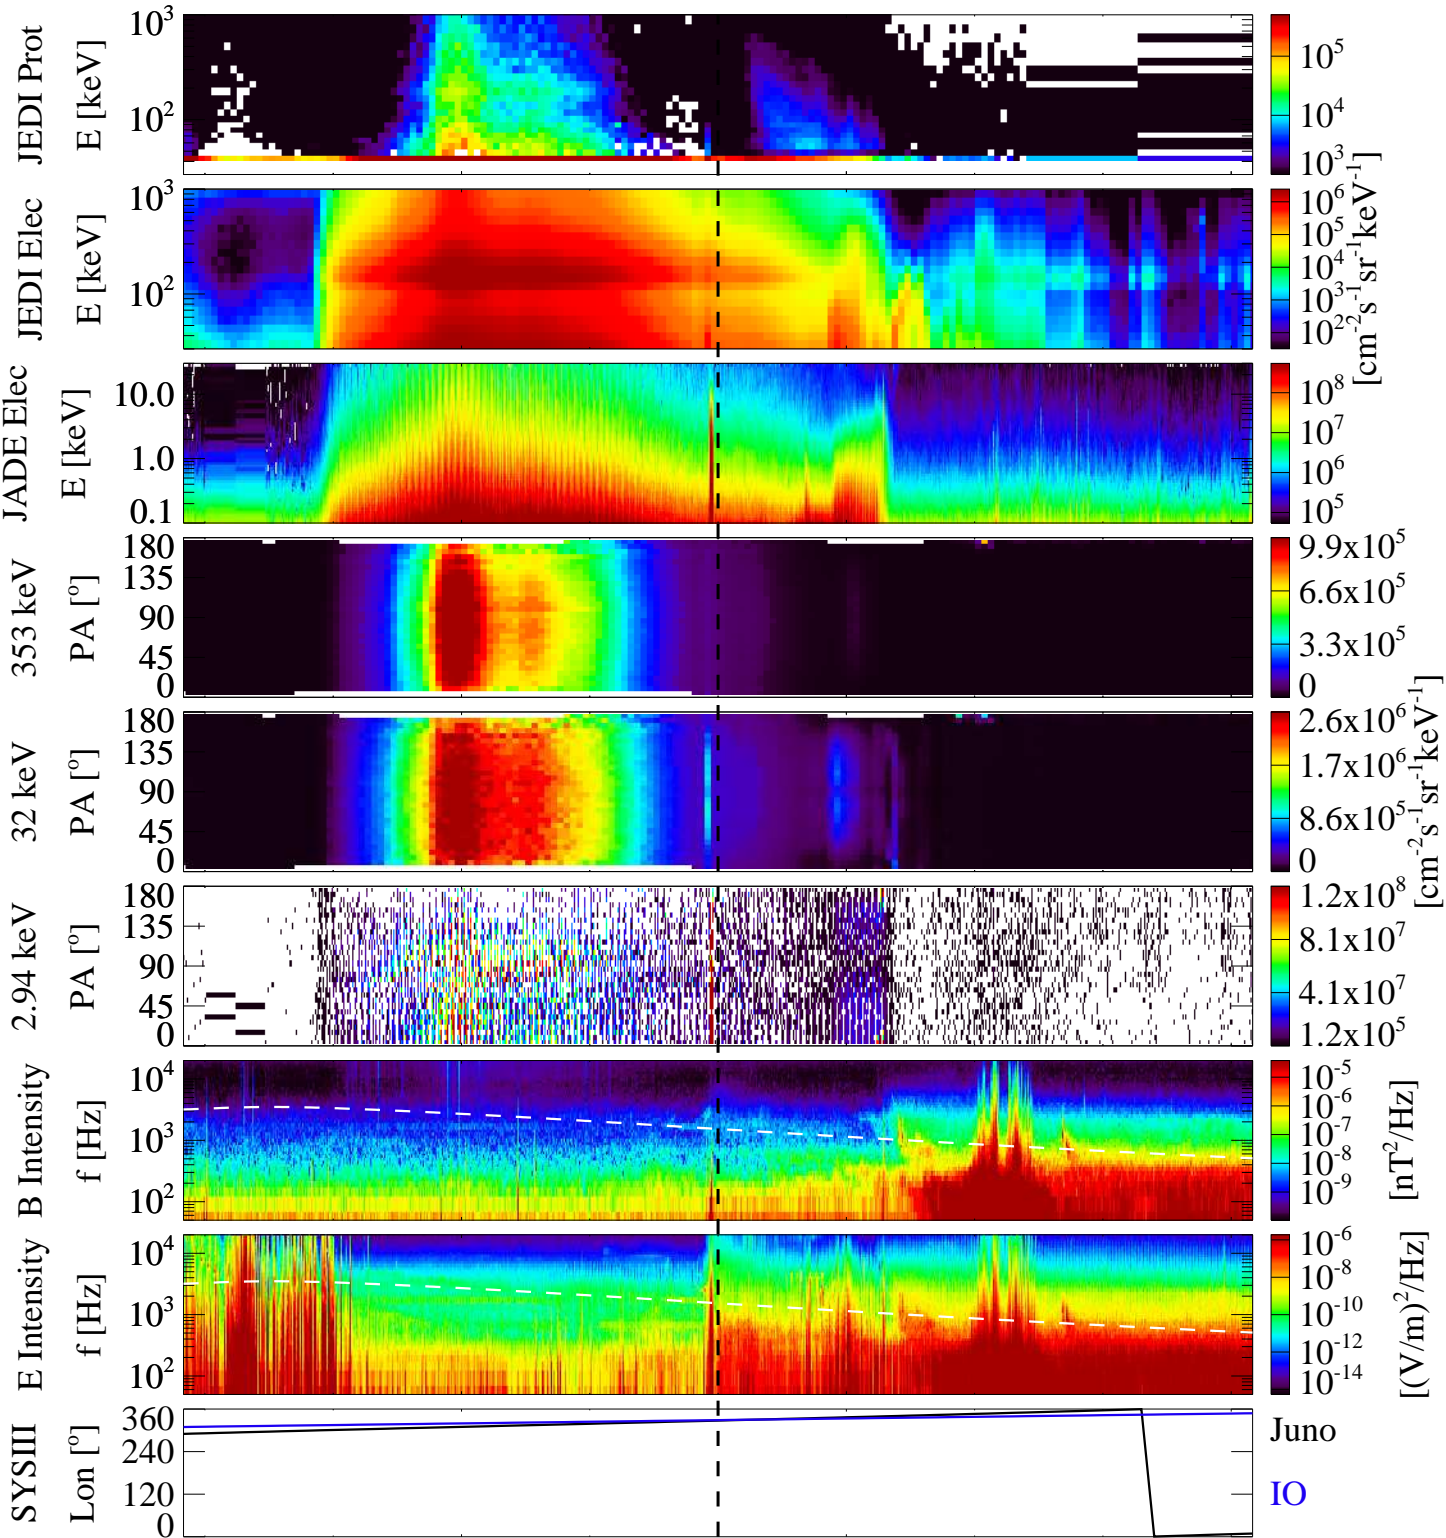 JEDI Prot
E [keV]
10³
10²
10⁵
10⁴
10³
JEDI Elec
E [keV]
10³
10²
10⁶
10⁵
10⁴
10³
10²
[cm⁻²s⁻¹sr⁻¹keV⁻¹]
JADE Elec
E [keV]
10.0
1.0
0.1
10⁸
10⁷
10⁶
10⁵
353 keV
PA [°]
180
135
90
45
0
9.9x10⁵
6.6x10⁵
3.3x10⁵
0
32 keV
PA [°]
180
135
90
45
0
2.6x10⁶
1.7x10⁶
8.6x10⁵
0
[cm⁻²s⁻¹sr⁻¹keV⁻¹]
2.94 keV
PA [°]
180
135
90
45
0
1.2x10⁸
8.1x10⁷
4.1x10⁷
1.2x10⁵
B Intensity
f [Hz]
10⁴
10³
10²
10⁻⁵
10⁻⁶
10⁻⁷
10⁻⁸
10⁻⁹
[nT²/Hz]
E Intensity
f [Hz]
10⁴
10³
10²
10⁻⁶
10⁻⁸
10⁻¹⁰
10⁻¹²
10⁻¹⁴
[(V/m)²/Hz]
SYSIII
Lon [°]
360
240
120
0
Juno
IO